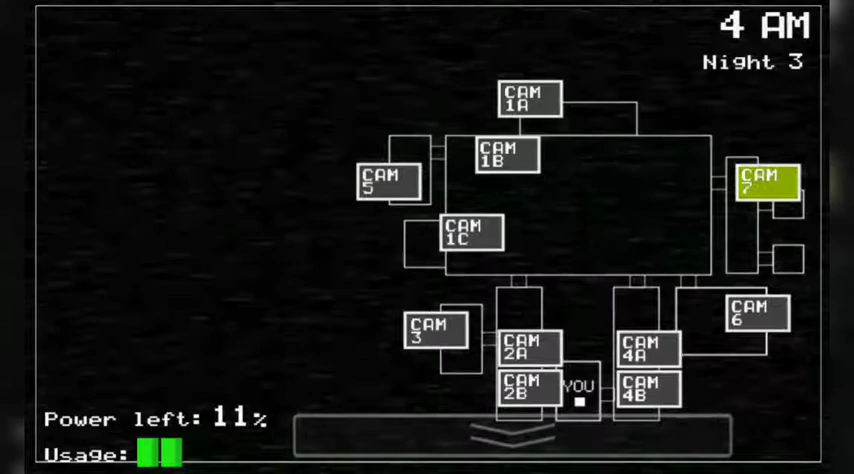 4 AM
Night 3
CAM
1A
CAM
1B
CAM
5
CAM
7
CAM
1C
CAM
6
CAM
3
CAM
2A
CAM
4A
CAM
2B
YOU
CAM
4B
Power left: 11%
Usage: